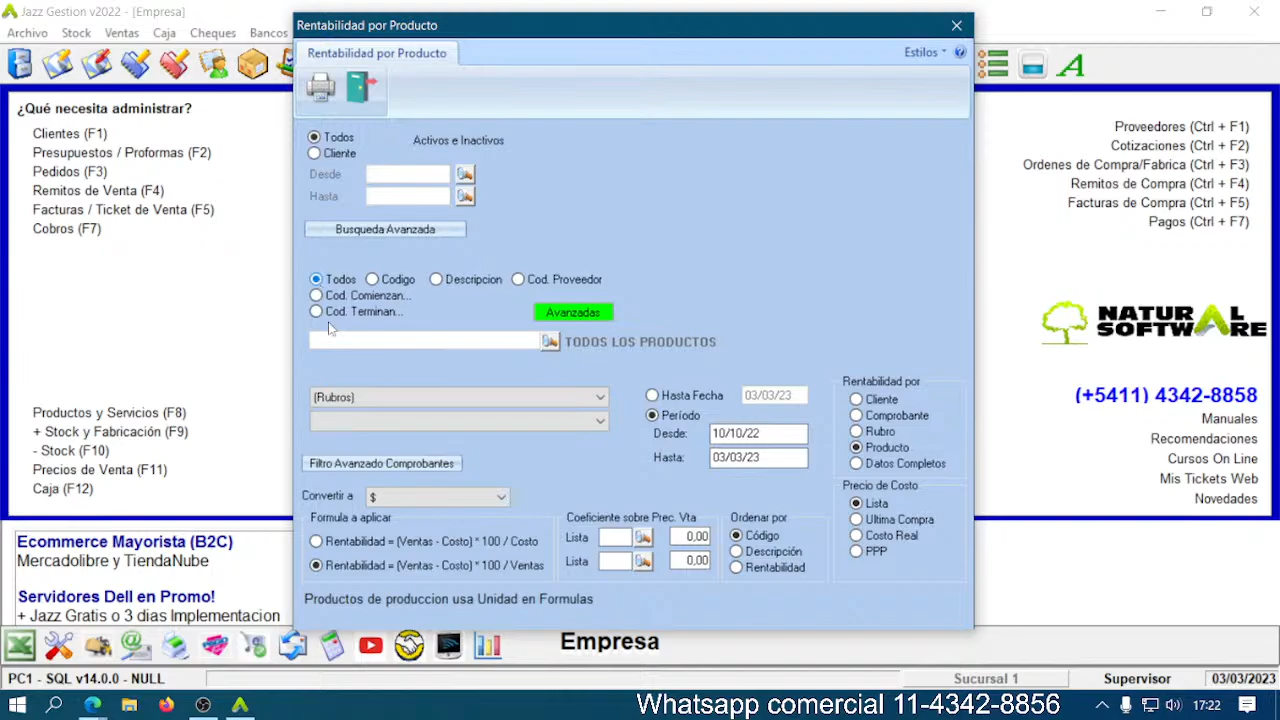 Jazz Gestion v2022 - [Empresa]
Archivo Stock Ventas Caja Cheques Bancos
¿Qué necesita administrar?
Clientes (F1)
Presupuestos / Proformas (F2)
Pedidos (F3)
Remitos de Venta (F4)
Facturas / Ticket de Venta (F5)
Cobros (F7)
Productos y Servicios (F8)
+ Stock y Fabricación (F9)
- Stock (F10)
Precios de Venta (F11)
Caja (F12)
Ecommerce Mayorista (B2C)
Mercadolibre y TiendaNube
Servidores Dell en Promo!
+ Jazz Gratis o 3 dias Implementacion
Rentabilidad por Producto
Rentabilidad por Producto
Estilos
Todos
Activos e Inactivos
Cliente
Desde
Hasta
Busqueda Avanzada
Todos Codigo Descripcion Cod. Proveedor
Cod. Comienzan...
Cod. Terminan...
Avanzadas
TODOS LOS PRODUCTOS
(Rubros)
Hasta Fecha 03/03/23
Período
Desde: 10/10/22
Hasta: 03/03/23
Rentabilidad por
Cliente
Comprobante
Rubro
Producto
Datos Completos
Filtro Avanzado Comprobantes
Convertir a $
Precio de Costo
Lista
Ultima Compra
Costo Real
PPP
Formula a aplicar
Rentabilidad = (Ventas - Costo) * 100 / Costo
Rentabilidad = (Ventas - Costo) * 100 / Ventas
Coeficiente sobre Prec. Vta
Lista 0,00
Lista 0,00
Ordenar por
Código
Descripción
Rentabilidad
Productos de produccion usa Unidad en Formulas
Proveedores (Ctrl + F1)
Cotizaciones (Ctrl + F2)
Ordenes de Compra/Fabrica (Ctrl + F3)
Remitos de Compra (Ctrl + F4)
Facturas de Compra (Ctrl + F5)
Pagos (Ctrl + F7)
NATURAL
SOFTWARE
(+5411) 4342-8858
Manuales
Recomendaciones
Cursos On Line
Mis Tickets Web
Novedades
Empresa
PC1 - SQL v14.0.0 - NULL
Sucursal 1
Supervisor
03/03/2023
Whatsapp comercial 11-4342-8856
17:22